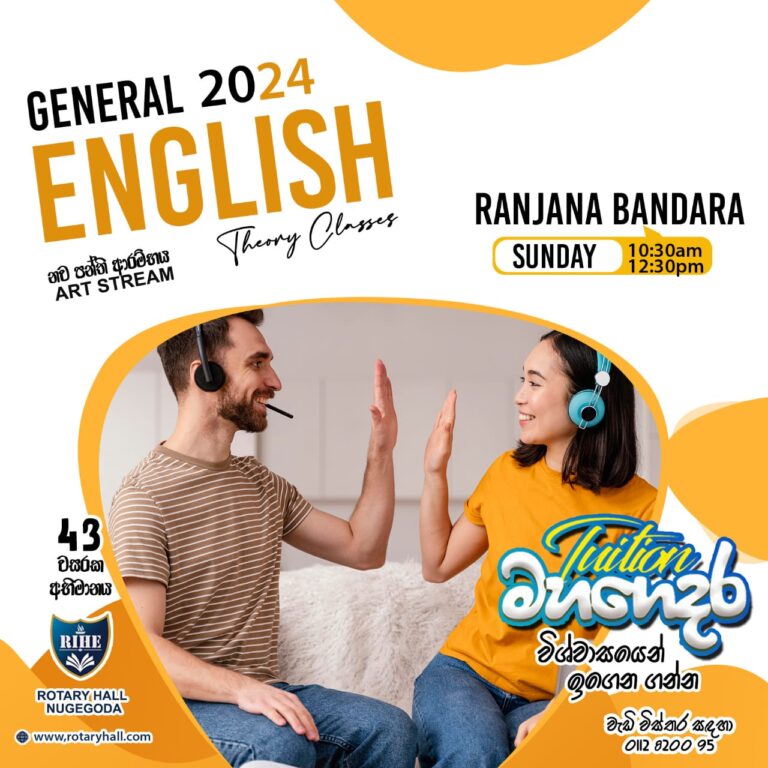 GENERAL 2024
ENGLISH
Theory Classes
නව පන්ති ආරම්භය
ART STREAM
RANJANA BANDARA
SUNDAY
10:30am
12:30pm
43
වසරක
අභිමානය
RIHE
ROTARY HALL
NUGEGODA
www.rotaryhall.com
Tuition
මහගෙදර
විශ්වාසයෙන්
ඉගෙන ගන්න
වැඩි විස්තර සඳහා
0112 8200 95